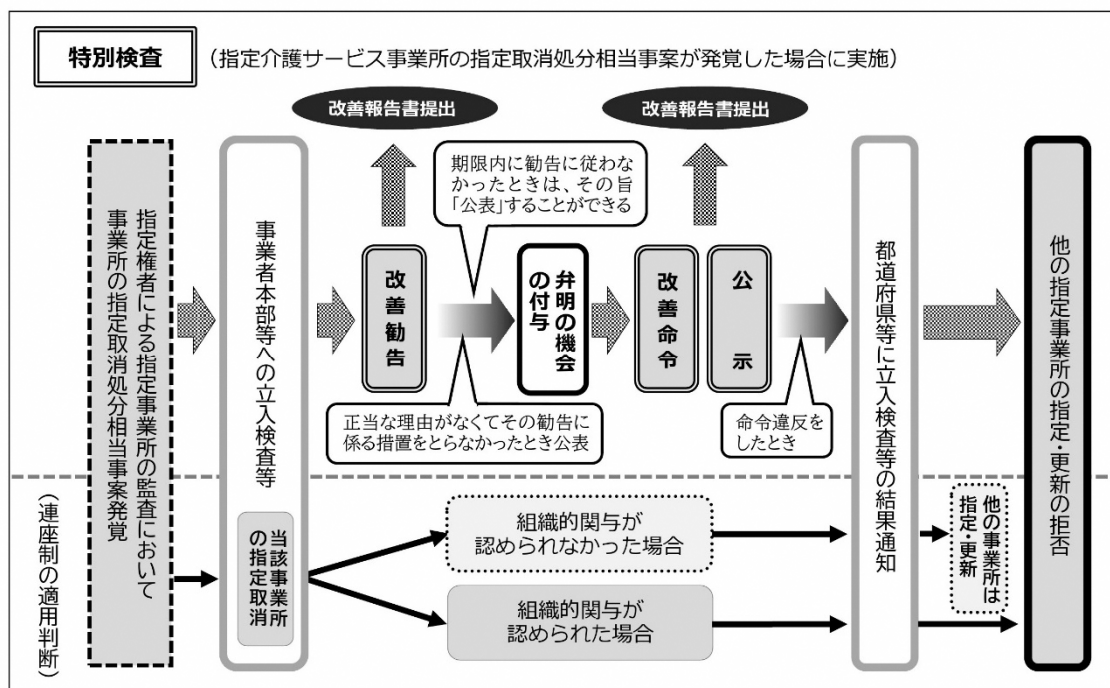 特別検査
（指定介護サービス事業所の指定取消処分相当事案が発覚した場合に実施）
改善報告書提出
改善報告書提出
指定権者による指定事業所の監査において
事業所の指定取消処分相当事案発覚
事業者本部等への立入検査等
改善勧告
期限内に勧告に従わな
かったときは、その旨
「公表」することができる
正当な理由がなくてその勧告に
係る措置をとらなかったとき公表
弁明の機会
の付与
改善命令
公示
命令違反を
したとき
都道府県等に立入検査等の結果通知
他の指定事業所の指定・更新の拒否
（連座制の適用判断）
当該事業所
の指定取消
組織的関与が
認められなかった場合
組織的関与が
認められた場合
他の事業所は
指定・更新